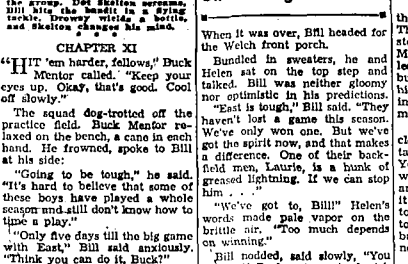 the group. Dot Skelton screams,
Bill hits the bandit in a flying
tackle. Drowsy wields a bottle,
and Skelton changes his mind.
CHAPTER XI
"HIT 'em harder, fellows," Buck
Mentor called. "Keep your
eyes up. Okay, that's good. Cool
off slowly."
The squad dog-trotted off the
practice field. Buck Mentor re-
laxed on the bench, a cane in each
hand. He frowned, spoke to Bill
at his side:
"Going to be tough," he said.
"It's hard to believe that some of
these boys have played a whole
season and still don't know how to
time a play."
"Only five days till the big game
with East," Bill said anxiously.
"Think you can do it, Buck?"
When it was over, Bill headed for
the Welch front porch.
Bundled in sweaters, he and
Helen sat on the top step and
talked. Bill was neither gloomy
nor optimistic in his predictions.
"East is tough," Bill said. "They
haven't lost a game this season.
We've only won one. But we've
got the spirit now, and that makes
a difference. One of their back-
field men, Laurie, is a hunk of
greased lightning. If we can stop
him . . ."
"We've got to, Bill!" Helen's
words made pale vapor on the
brittle air. "Too much depends
on winning."
Bill nodded, said slowly, "You